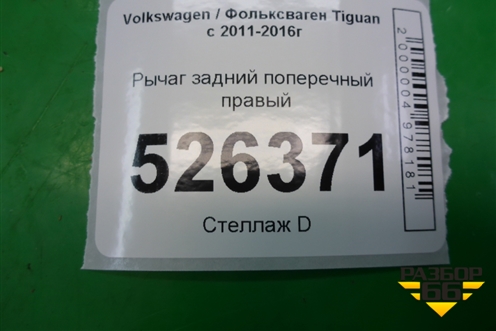 Volkswagen / Фольксваген Tiguan
с 2011-2016г
Рычаг задний поперечный
правый
526371
Стеллаж D
2000004978181
РАЗБОР
66